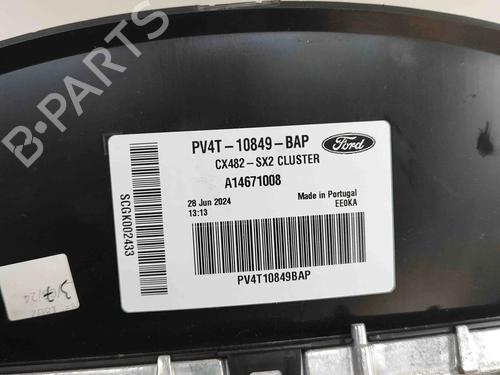 PV4T-10849-BAP
Ford
CX482-SX2 CLUSTER
A14671008
28 Jun 2024
13:13
Made in Portugal
EE0KA
SCGK002433
PV4T10849BAP
B-PARTS